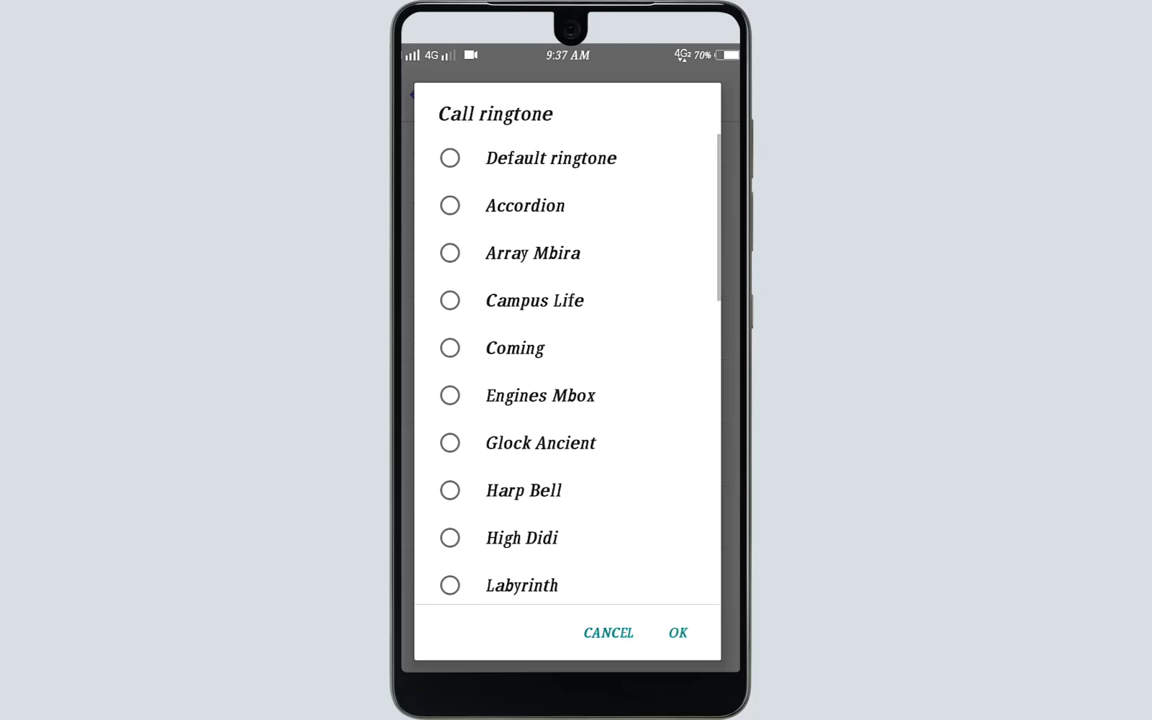 4G 9:37 AM 4G2 70%
Call ringtone
Default ringtone
Accordion
Array Mbira
Campus Life
Coming
Engines Mbox
Glock Ancient
Harp Bell
High Didi
Labyrinth
CANCEL OK